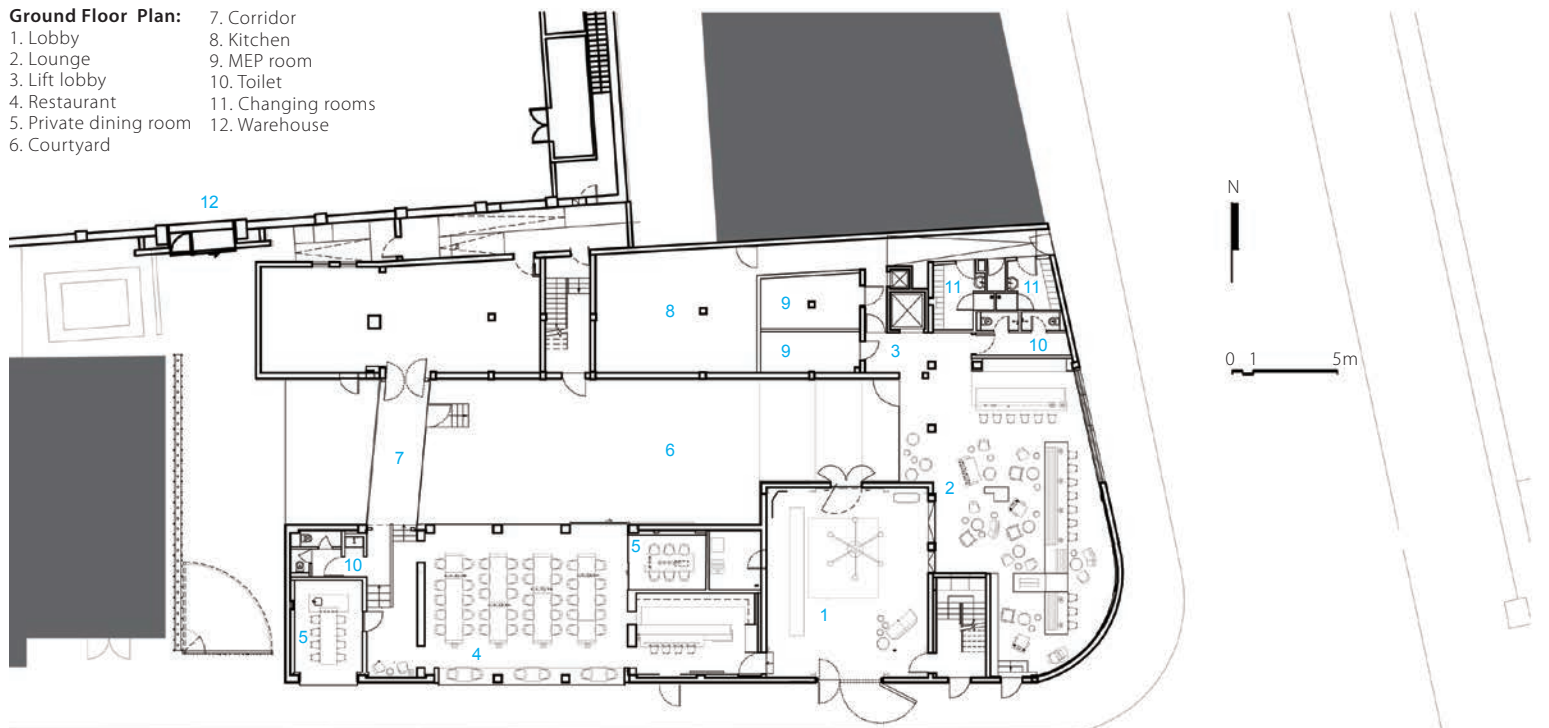 Ground Floor Plan:
1. Lobby
2. Lounge
3. Lift lobby
4. Restaurant
5. Private dining room
6. Courtyard
7. Corridor
8. Kitchen
9. MEP room
10. Toilet
11. Changing rooms
12. Warehouse
12
N
0 1 5m
11 11
9
8
9
3
10
7
6
2
5
10
1
5
4